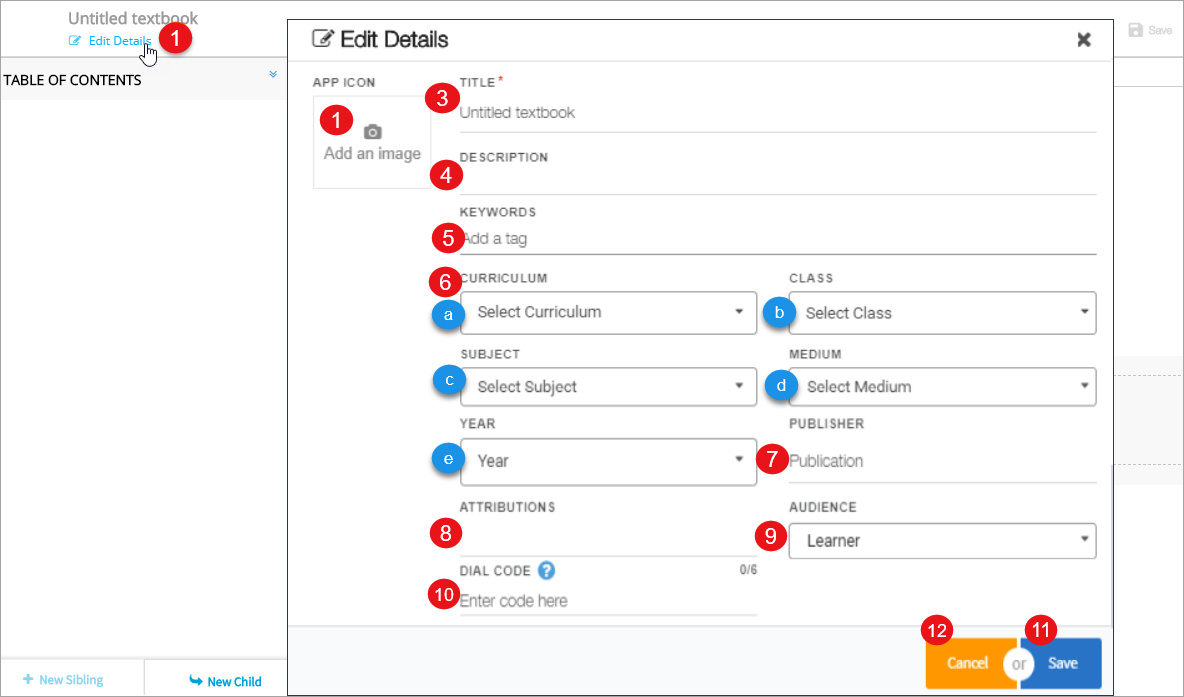 Untitled textbook
Edit Details 1
Save
TABLE OF CONTENTS
Edit Details
APP ICON
1
Add an image
3 TITLE*
Untitled textbook
DESCRIPTION
4
KEYWORDS
5 Add a tag
6 CURRICULUM
a Select Curriculum
CLASS
b Select Class
SUBJECT
c Select Subject
MEDIUM
d Select Medium
YEAR
e Year
PUBLISHER
7 Publication
ATTRIBUTIONS
8
AUDIENCE
9 Learner
DIAL CODE ? 0/6
10 Enter code here
12 11
Cancel or Save
+ New Sibling
New Child